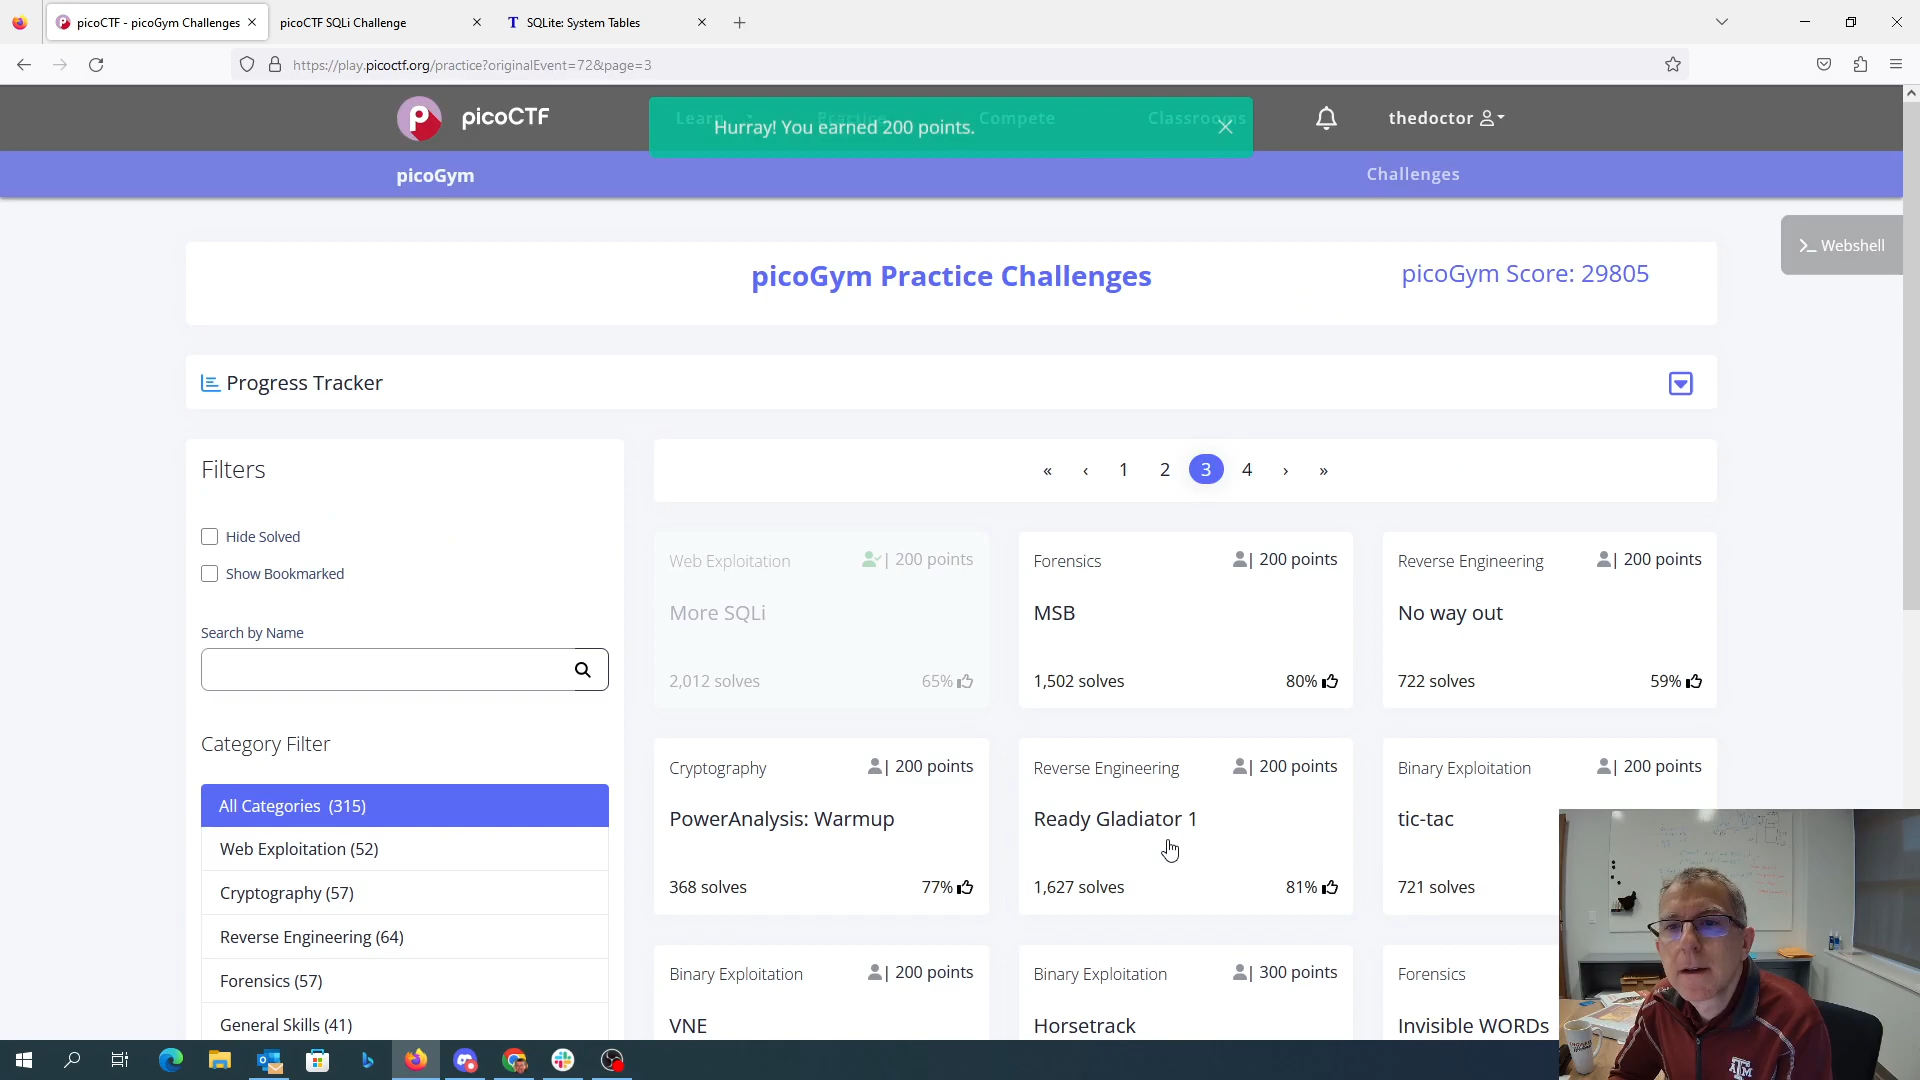 picoCTF - picoGym Challenges
picoCTF SQLi Challenge
T SQLite: System Tables
https://play.picoctf.org/practice?originalEvent=72&page=3
picoCTF
Learn
Practice
Compete
Classrooms
Hurray! You earned 200 points.
thedoctor
picoGym
Challenges
>_ Webshell
picoGym Practice Challenges
picoGym Score: 29805
Progress Tracker
Filters
Hide Solved
Show Bookmarked
Search by Name
Category Filter
All Categories (315)
Web Exploitation (52)
Cryptography (57)
Reverse Engineering (64)
Forensics (57)
General Skills (41)
« ‹ 1 2 3 4 › »
Web Exploitation | 200 points
More SQLi
2,012 solves 65%
Forensics | 200 points
MSB
1,502 solves 80%
Reverse Engineering | 200 points
No way out
722 solves 59%
Cryptography | 200 points
PowerAnalysis: Warmup
368 solves 77%
Reverse Engineering | 200 points
Ready Gladiator 1
1,627 solves 81%
Binary Exploitation | 200 points
tic-tac
721 solves
Binary Exploitation | 200 points
VNE
Binary Exploitation | 300 points
Horsetrack
Forensics
Invisible WORDs